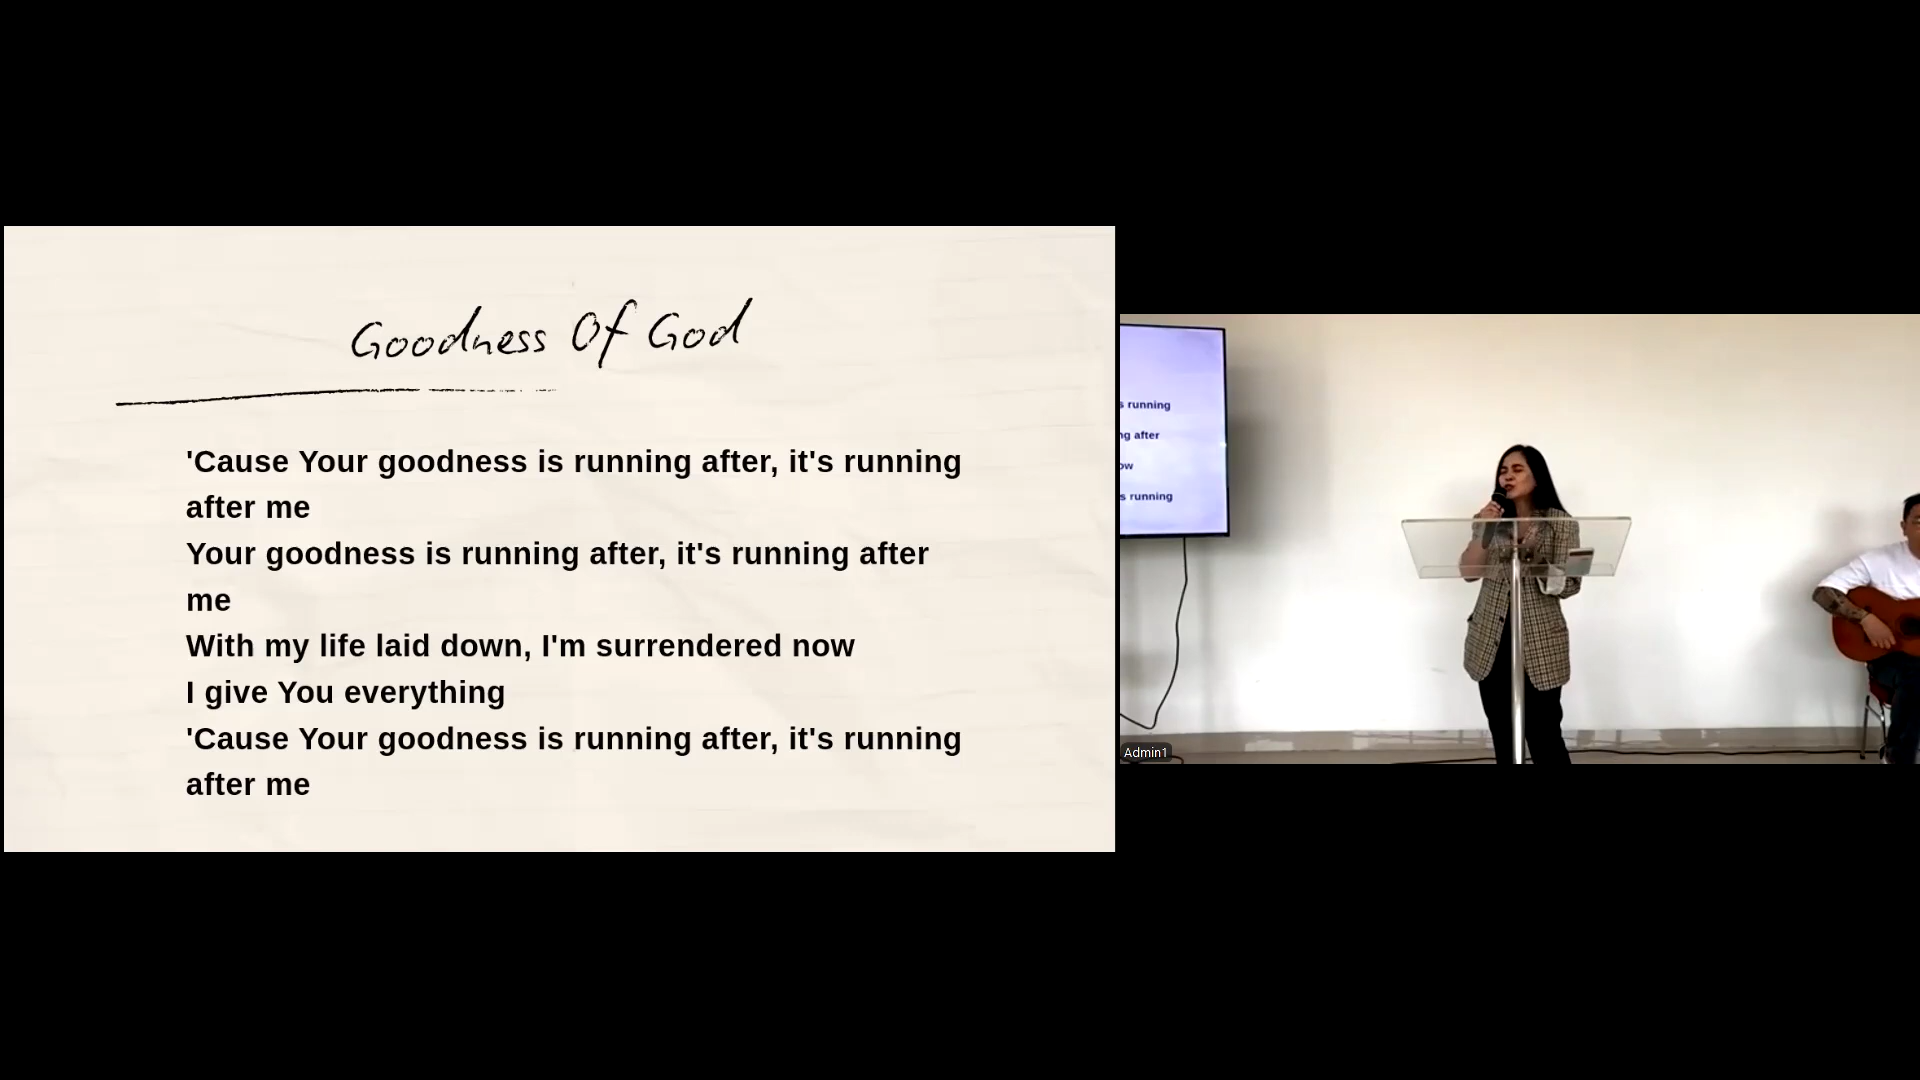 Goodness Of God
'Cause Your goodness is running after, it's running
after me
Your goodness is running after, it's running after
me
With my life laid down, I'm surrendered now
I give You everything
'Cause Your goodness is running after, it's running
after me
running
after
running
Admin1